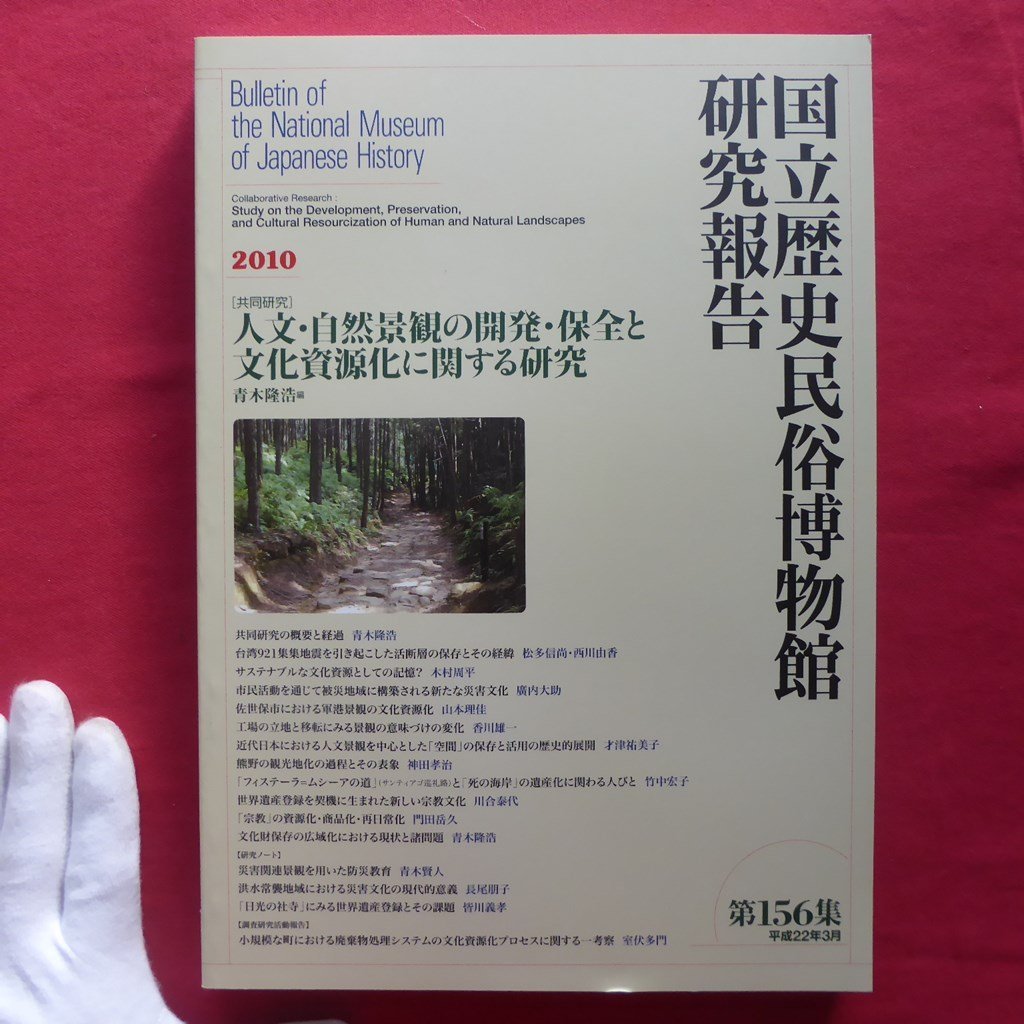 Bulletin of
the National Museum
of Japanese History
Collaborative Research :
Study on the Development, Preservation,
and Cultural Resourcization of Human and Natural Landscapes
2010
[共同研究]
人文・自然景観の開発・保全と
文化資源化に関する研究
青木隆浩 編
国立歴史民俗博物館
研究報告
共同研究の概要と経過 青木隆浩
台湾921集集地震を引き起こした活断層の保存とその経緯 松多信尚・西川由香
サステナブルな文化資源としての記憶? 木村周平
市民活動を通じて被災地域に構築される新たな災害文化 廣内大助
佐世保市における軍港景観の文化資源化 山本理佳
工場の立地と移転にみる景観の意味づけの変化 香川雄一
近代日本における人文景観を中心とした「空間」の保存と活用の歴史的展開 才津祐美子
熊野の観光地化の過程とその表象 神田孝治
「フィステーラ=ムシーアの道」(サンティアゴ巡礼路)と「死の海岸」の遺産化に関わる人びと 竹中宏子
世界遺産登録を契機に生まれた新しい宗教文化 川合泰代
「宗教」の資源化・商品化・再日常化 門田岳久
文化財保存の広域化における現状と諸問題 青木隆浩
【研究ノート】
災害関連景観を用いた防災教育 青木賢人
洪水常襲地域における災害文化の現代的意義 長尾朋子
「日光の社寺」にみる世界遺産登録とその課題 皆川義孝
【調査研究活動報告】
小規模な町における廃棄物処理システムの文化資源化プロセスに関する一考察 室伏多門
第156集
平成22年3月